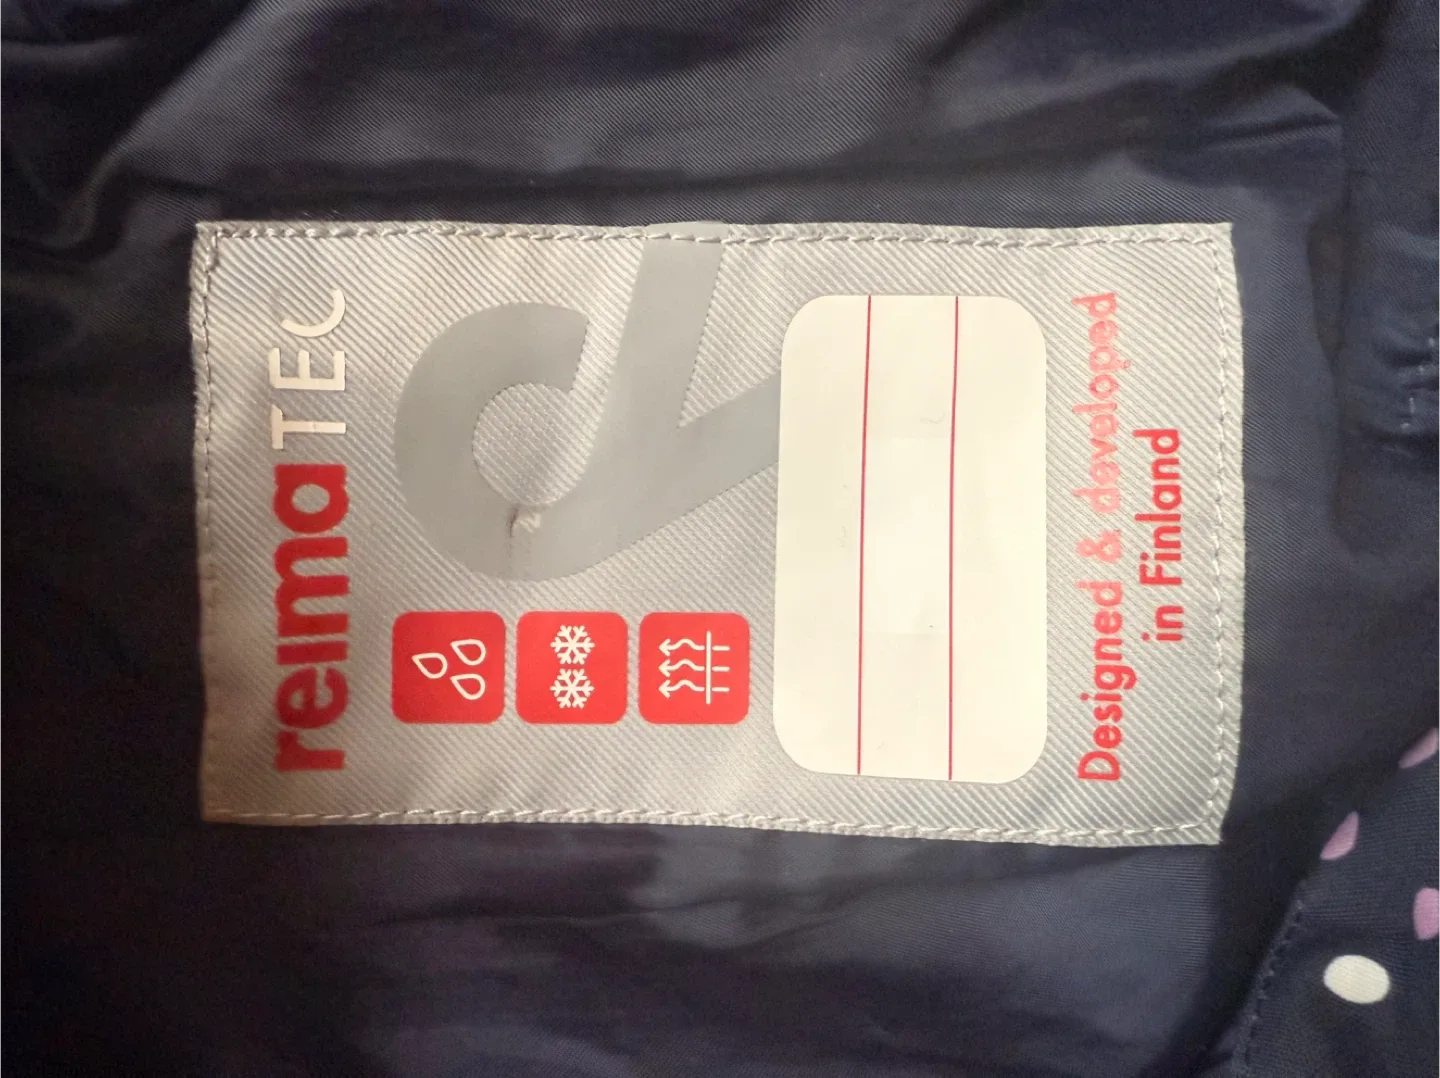 reima TEC
Designed & developed
in Finland